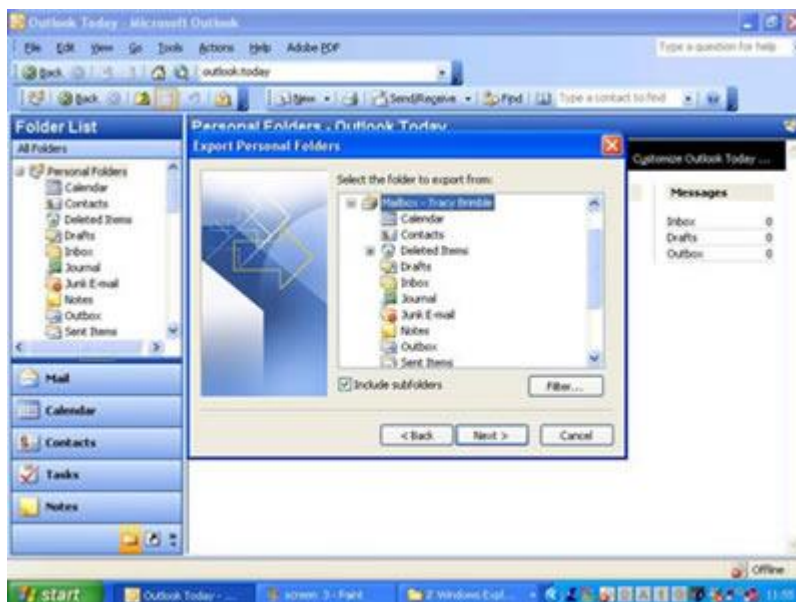 Outlook Today - Microsoft Outlook
File Edit View Go Tools Actions Help Adobe PDF
Type a question for help
Back outlook:today
Back New Send/Receive Find Type a contact to find
Folder List
All Folders
Personal Folders
Calendar
Contacts
Deleted Items
Drafts
Inbox
Journal
Junk E-mail
Notes
Outbox
Sent Items
Mail
Calendar
Contacts
Tasks
Notes
Personal Folders - Outlook Today
Customize Outlook Today ...
Messages
Inbox 0
Drafts 0
Outbox 0
Export Personal Folders
Select the folder to export from:
Mailbox - Tracy Brimble
Calendar
Contacts
Deleted Items
Drafts
Inbox
Journal
Junk E-mail
Notes
Outbox
Sent Items
Include subfolders
Filter...
< Back Next > Cancel
Offline
start Outlook Today - ... screen 3 - Paint 2 Windows Expl... 11:55